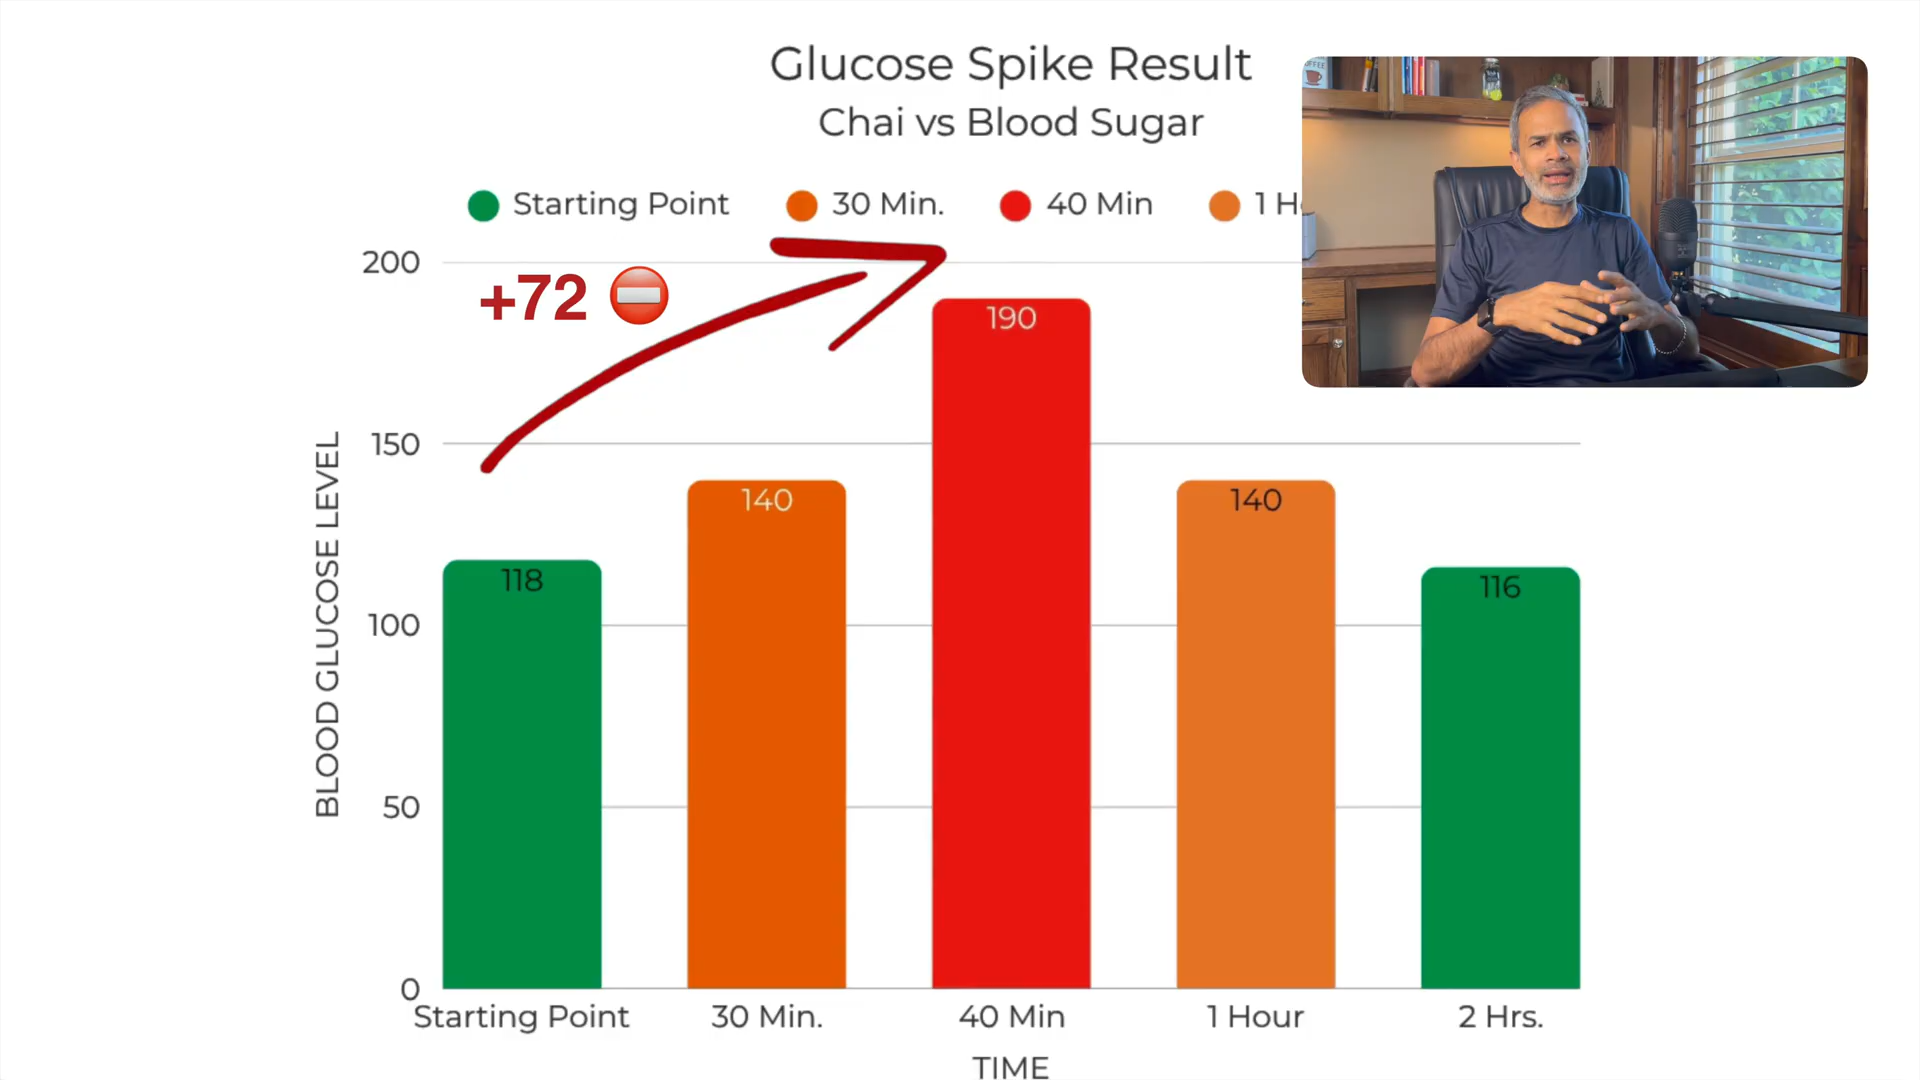 Glucose Spike Result
Chai vs Blood Sugar
Starting Point 30 Min. 40 Min 1 H
+72
200
150
100
50
0
BLOOD GLUCOSE LEVEL
118
140
190
140
116
Starting Point 30 Min. 40 Min 1 Hour 2 Hrs.
TIME